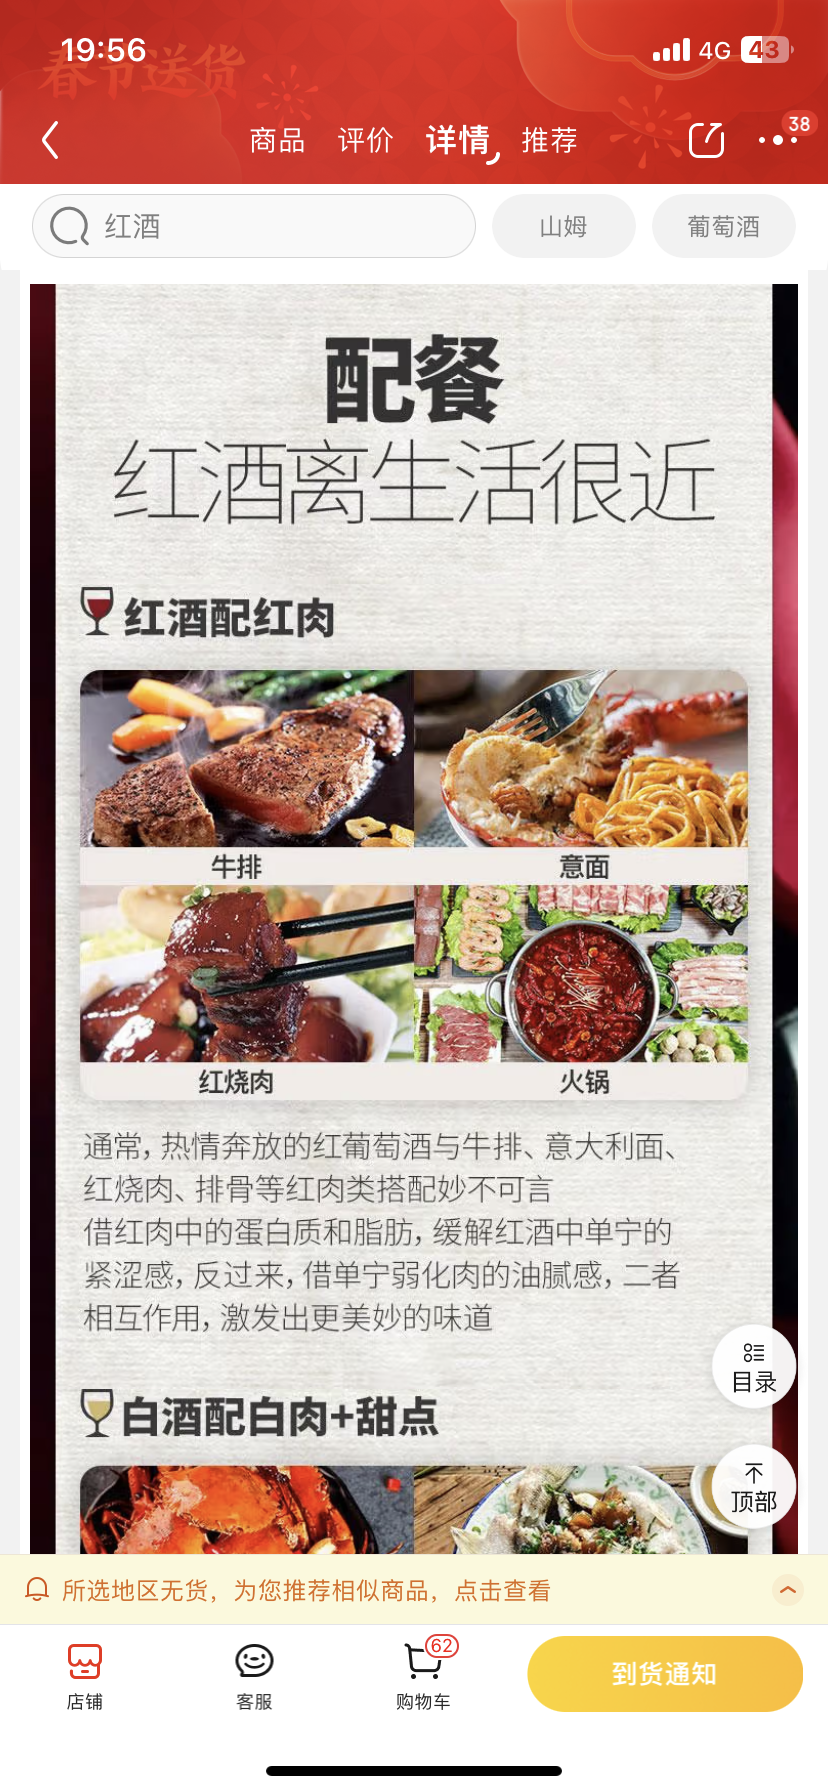 19:56
4G
43
春节送货
商品 评价 详情 推荐
38
红酒
山姆
葡萄酒
配餐
红酒离生活很近
红酒配红肉
牛排
意面
红烧肉
火锅
通常，热情奔放的红葡萄酒与牛排、意大利面、
红烧肉、排骨等红肉类搭配妙不可言
借红肉中的蛋白质和脂肪，缓解红酒中单宁的
紧涩感，反过来，借单宁弱化肉的油腻感，二者
相互作用，激发出更美妙的味道
目录
白酒配白肉+甜点
顶部
所选地区无货，为您推荐相似商品，点击查看
店铺
客服
62
购物车
到货通知